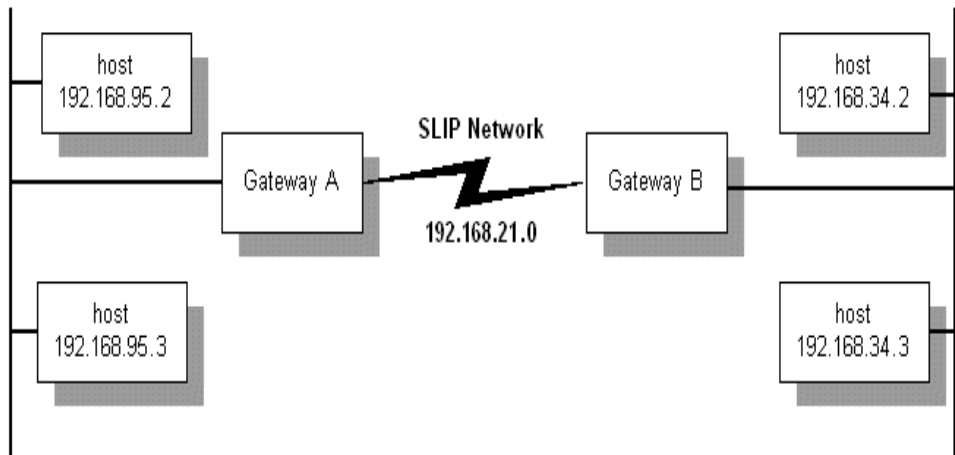 host
192.168.95.2
host
192.168.34.2
SLIP Network
Gateway A
Gateway B
192.168.21.0
host
192.168.95.3
host
192.168.34.3